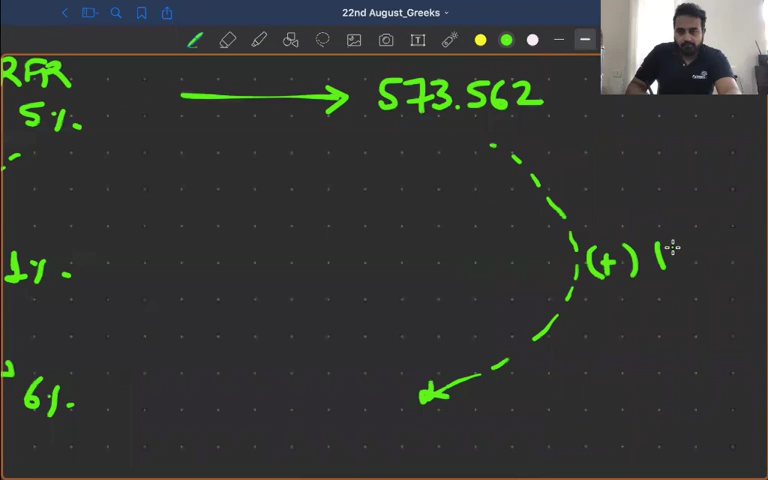 22nd August_Greeks
RFR
5%.
573.562
1%.
(+)
6%.